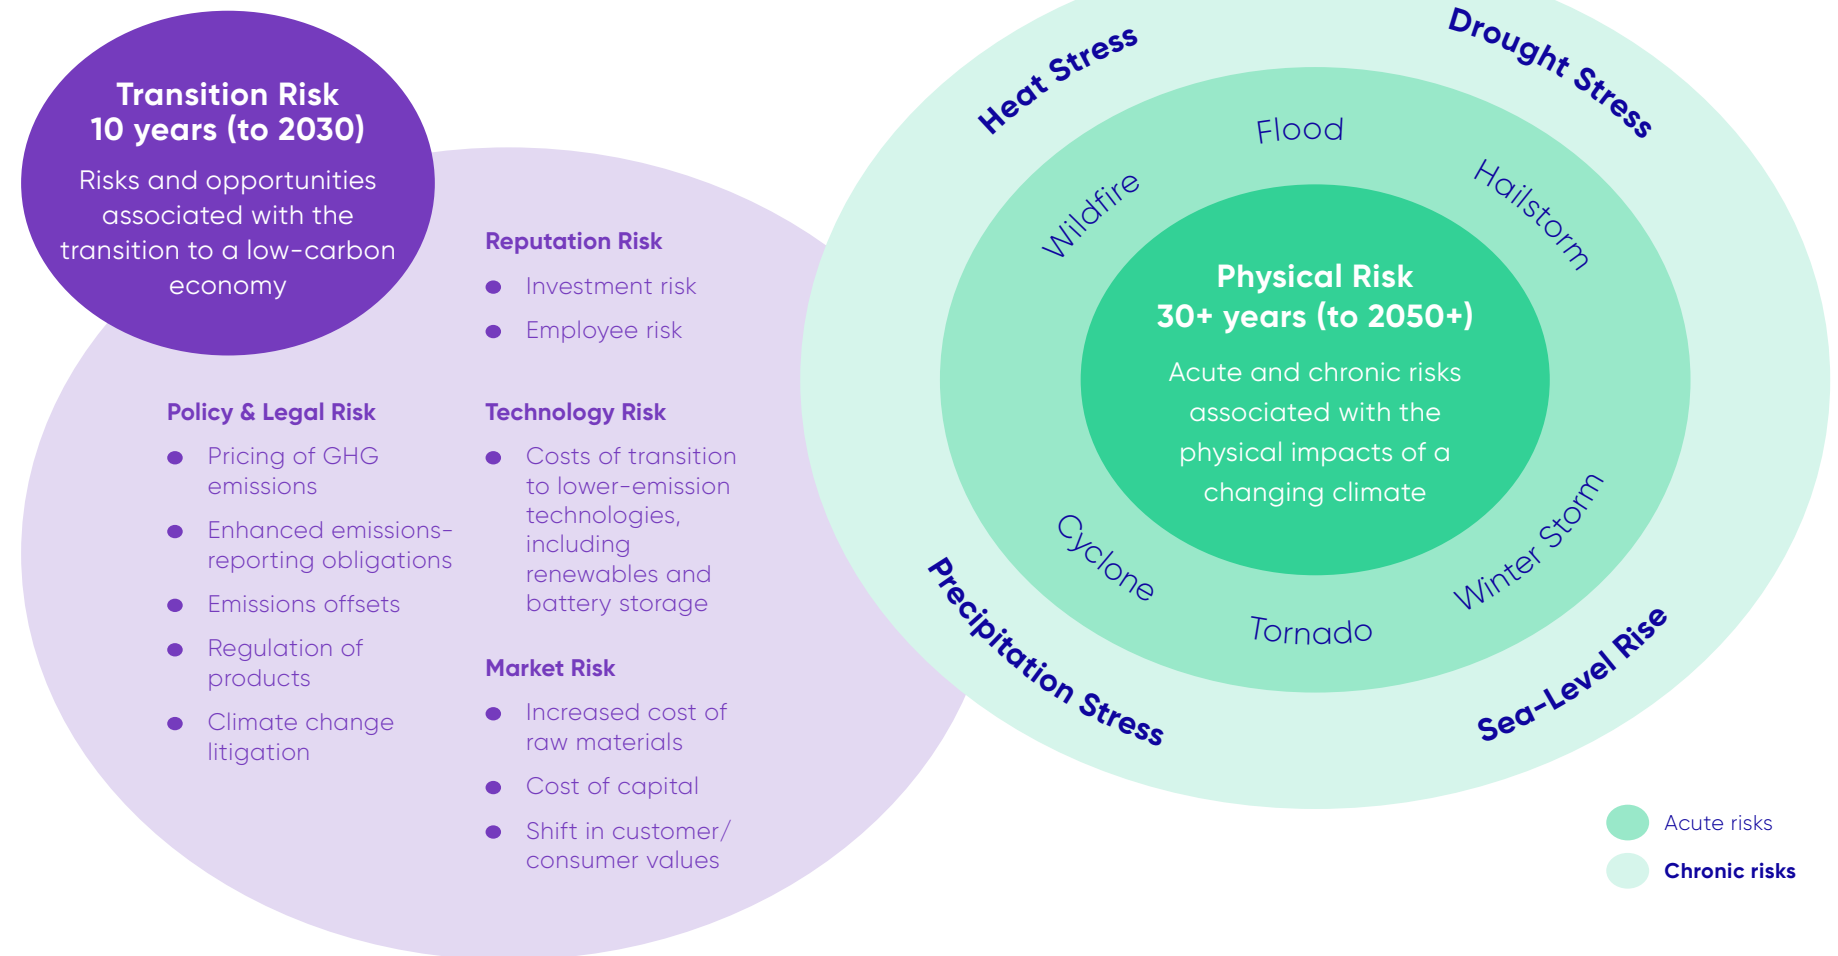 Transition Risk
10 years (to 2030)
Risks and opportunities
associated with the
transition to a low-carbon
economy
Policy & Legal Risk
Pricing of GHG
emissions
Enhanced emissions-
reporting obligations
Emissions offsets
Regulation of
products
Climate change
litigation
Reputation Risk
Investment risk
Employee risk
Technology Risk
Costs of transition
to lower-emission
technologies,
including
renewables and
battery storage
Market Risk
Increased cost of
raw materials
Cost of capital
Shift in customer/
consumer values
Heat Stress
Drought Stress
Flood
Wildfire
Hailstorm
Physical Risk
30+ years (to 2050+)
Acute and chronic risks
associated with the
physical impacts of a
changing climate
Cyclone
Tornado
Winter Storm
Precipitation Stress
Sea-Level Rise
Acute risks
Chronic risks